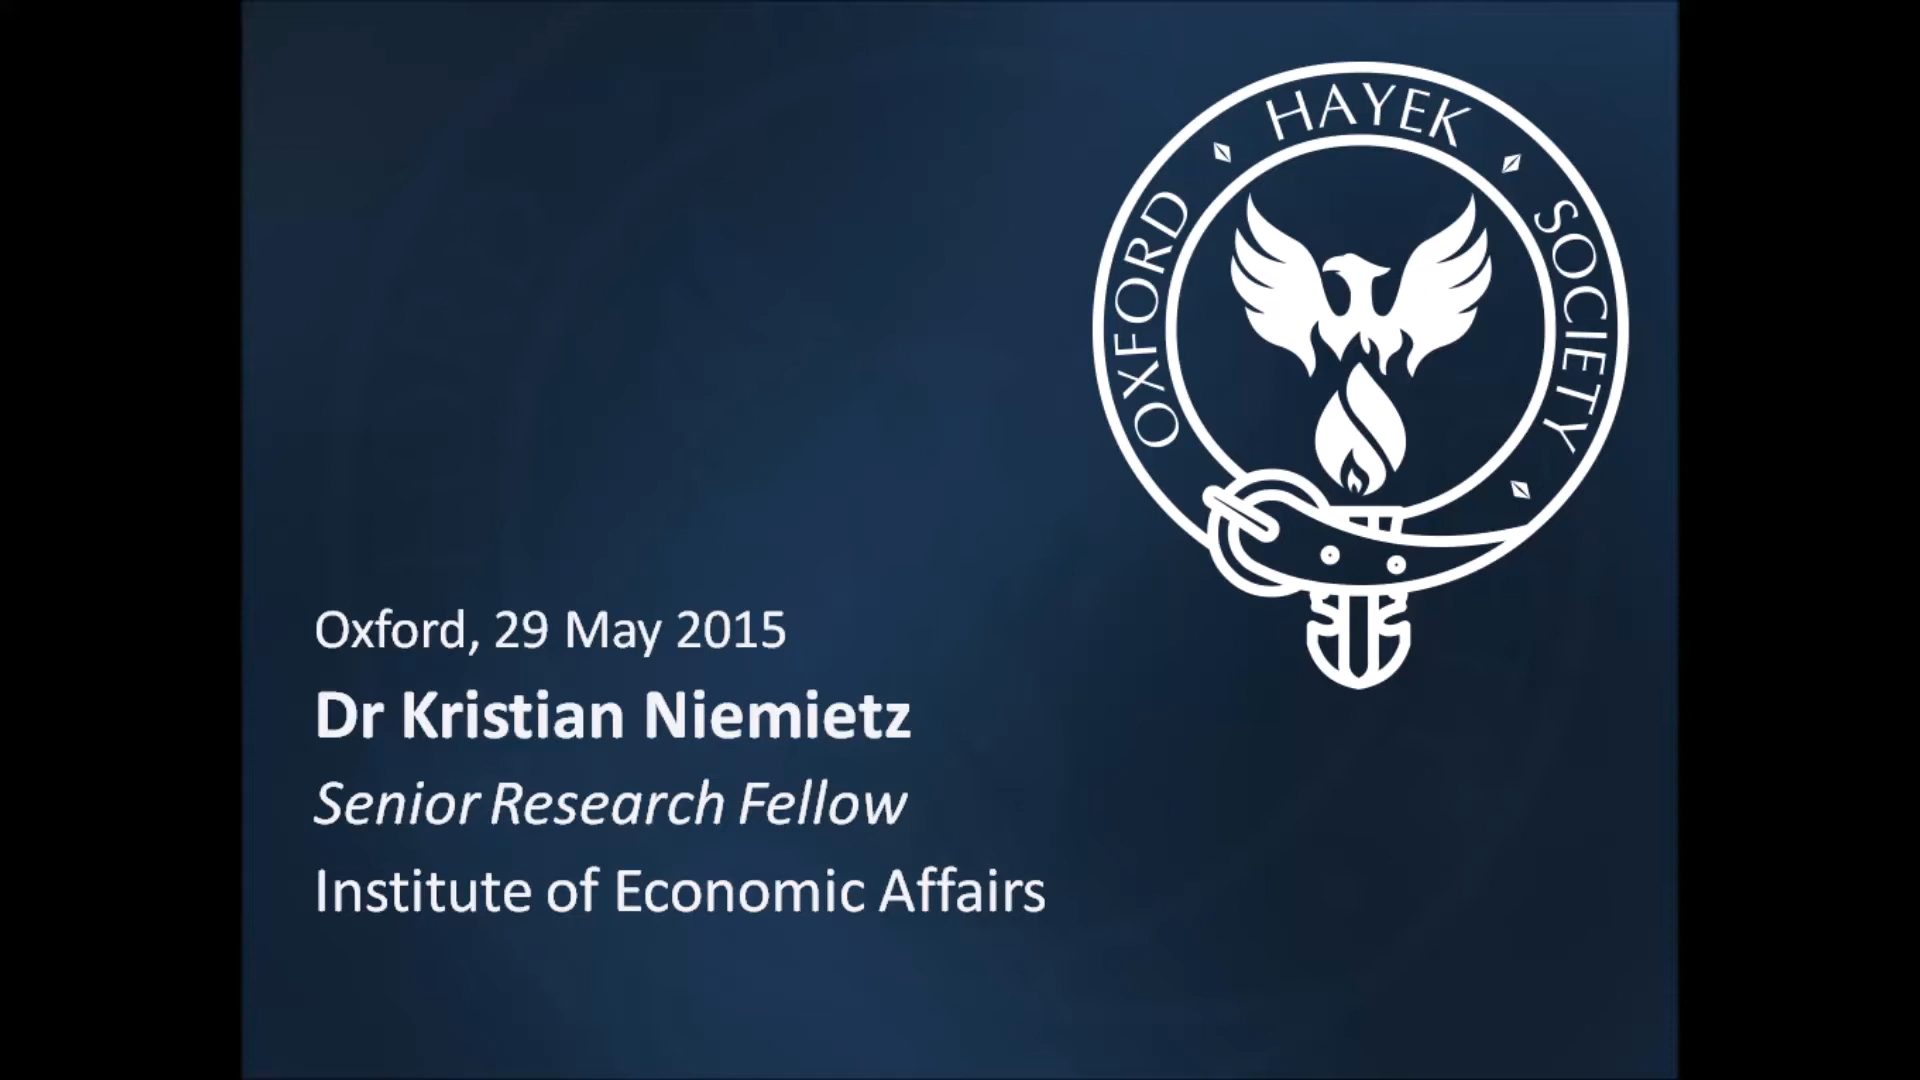 OXFORD HAYEK SOCIETY
Oxford, 29 May 2015
Dr Kristian Niemietz
Senior Research Fellow
Institute of Economic Affairs